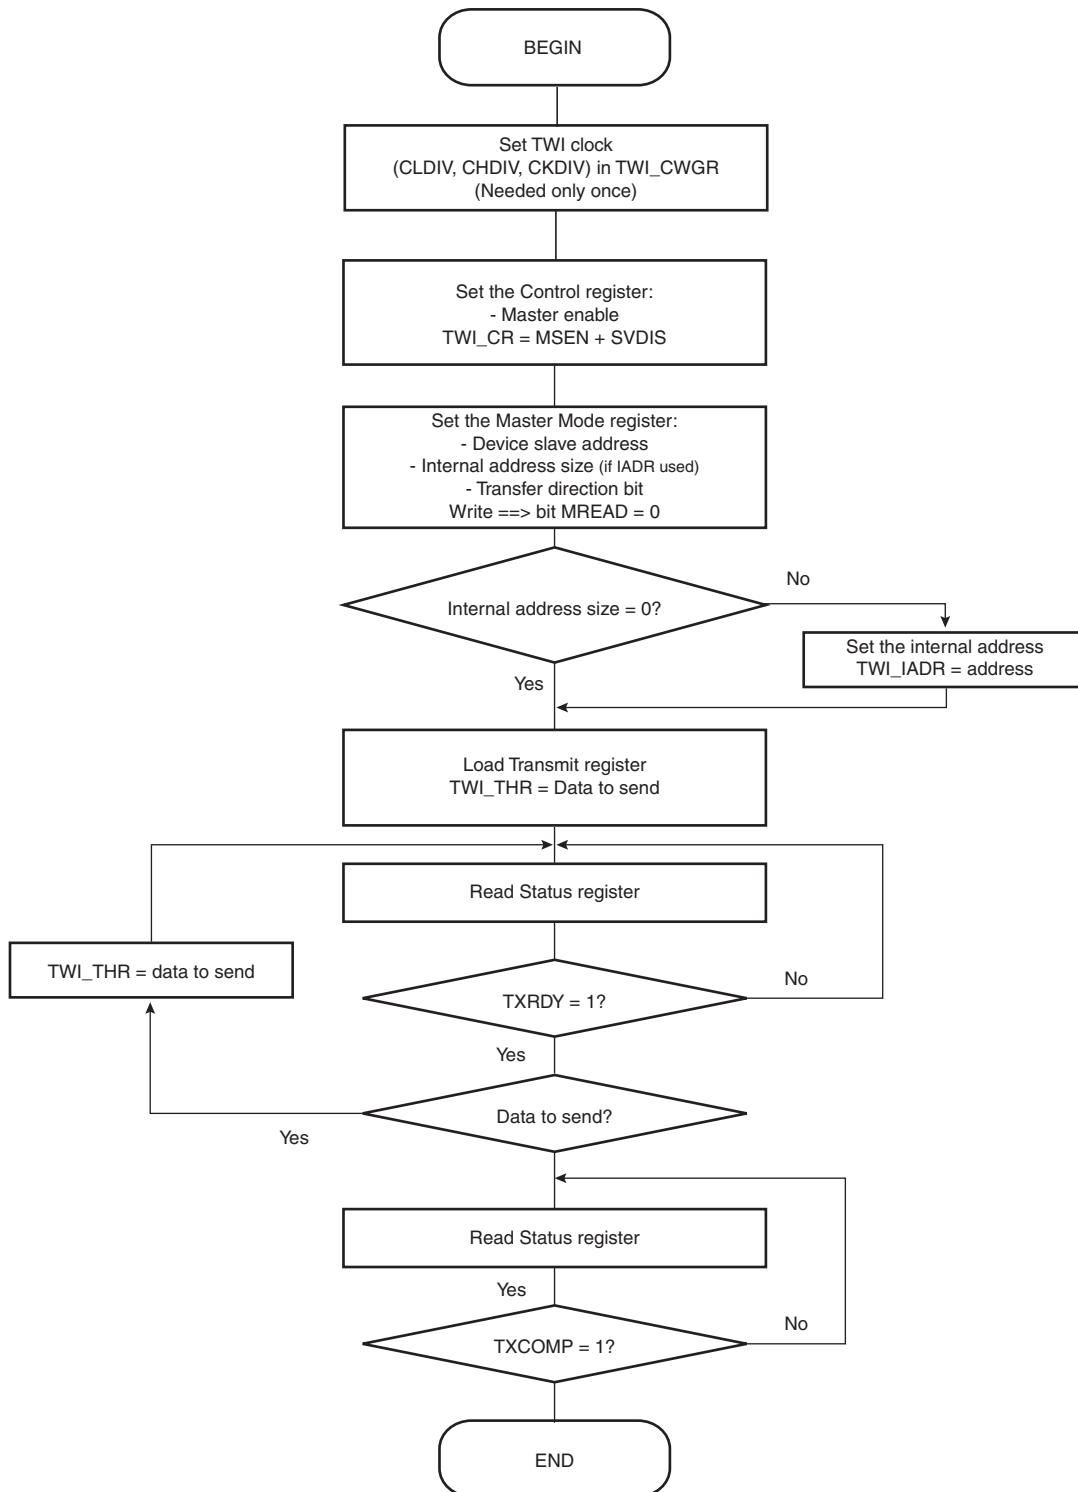 BEGIN
Set TWI clock
(CLDIV, CHDIV, CKDIV) in TWI_CWGR
(Needed only once)
Set the Control register:
- Master enable
TWI_CR = MSEN + SVDIS
Set the Master Mode register:
- Device slave address
- Internal address size (if IADR used)
- Transfer direction bit
Write ==> bit MREAD = 0
No
Internal address size = 0?
Set the internal address
TWI_IADR = address
Yes
Load Transmit register
TWI_THR = Data to send
Read Status register
TWI_THR = data to send
No
TXRDY = 1?
Yes
Data to send?
Yes
Read Status register
Yes
No
TXCOMP = 1?
END